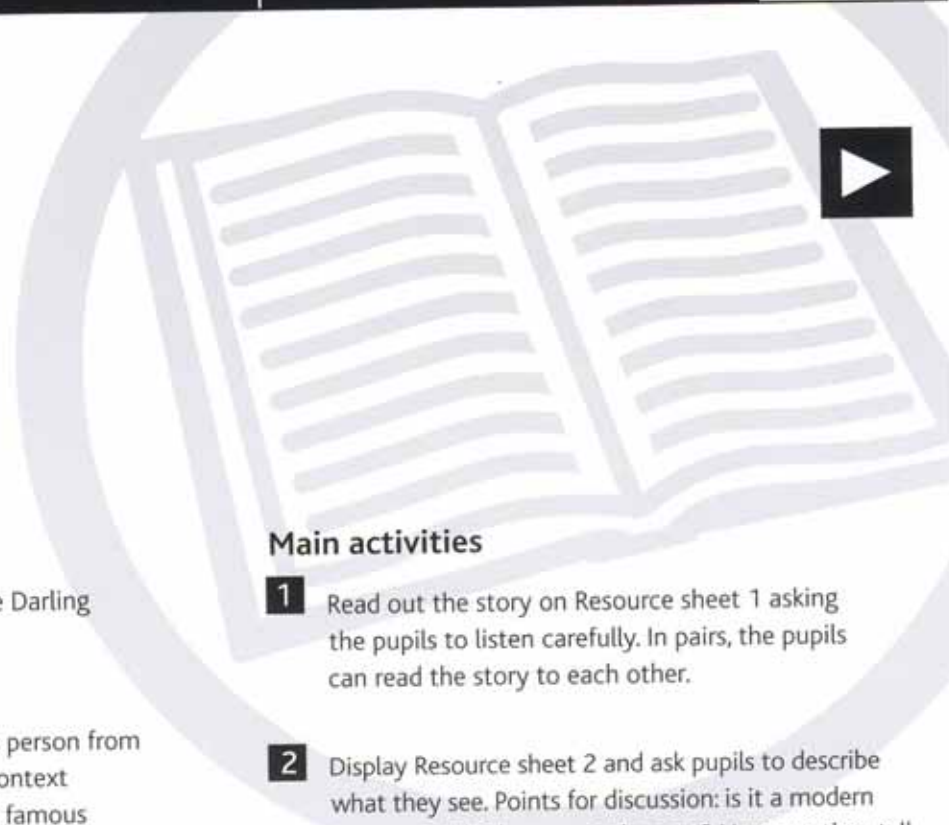 Main activities
1 Read out the story on Resource sheet 1 asking
the pupils to listen carefully. In pairs, the pupils
can read the story to each other.
2 Display Resource sheet 2 and ask pupils to describe
what they see. Points for discussion: is it a modern
Darling
person from
famous